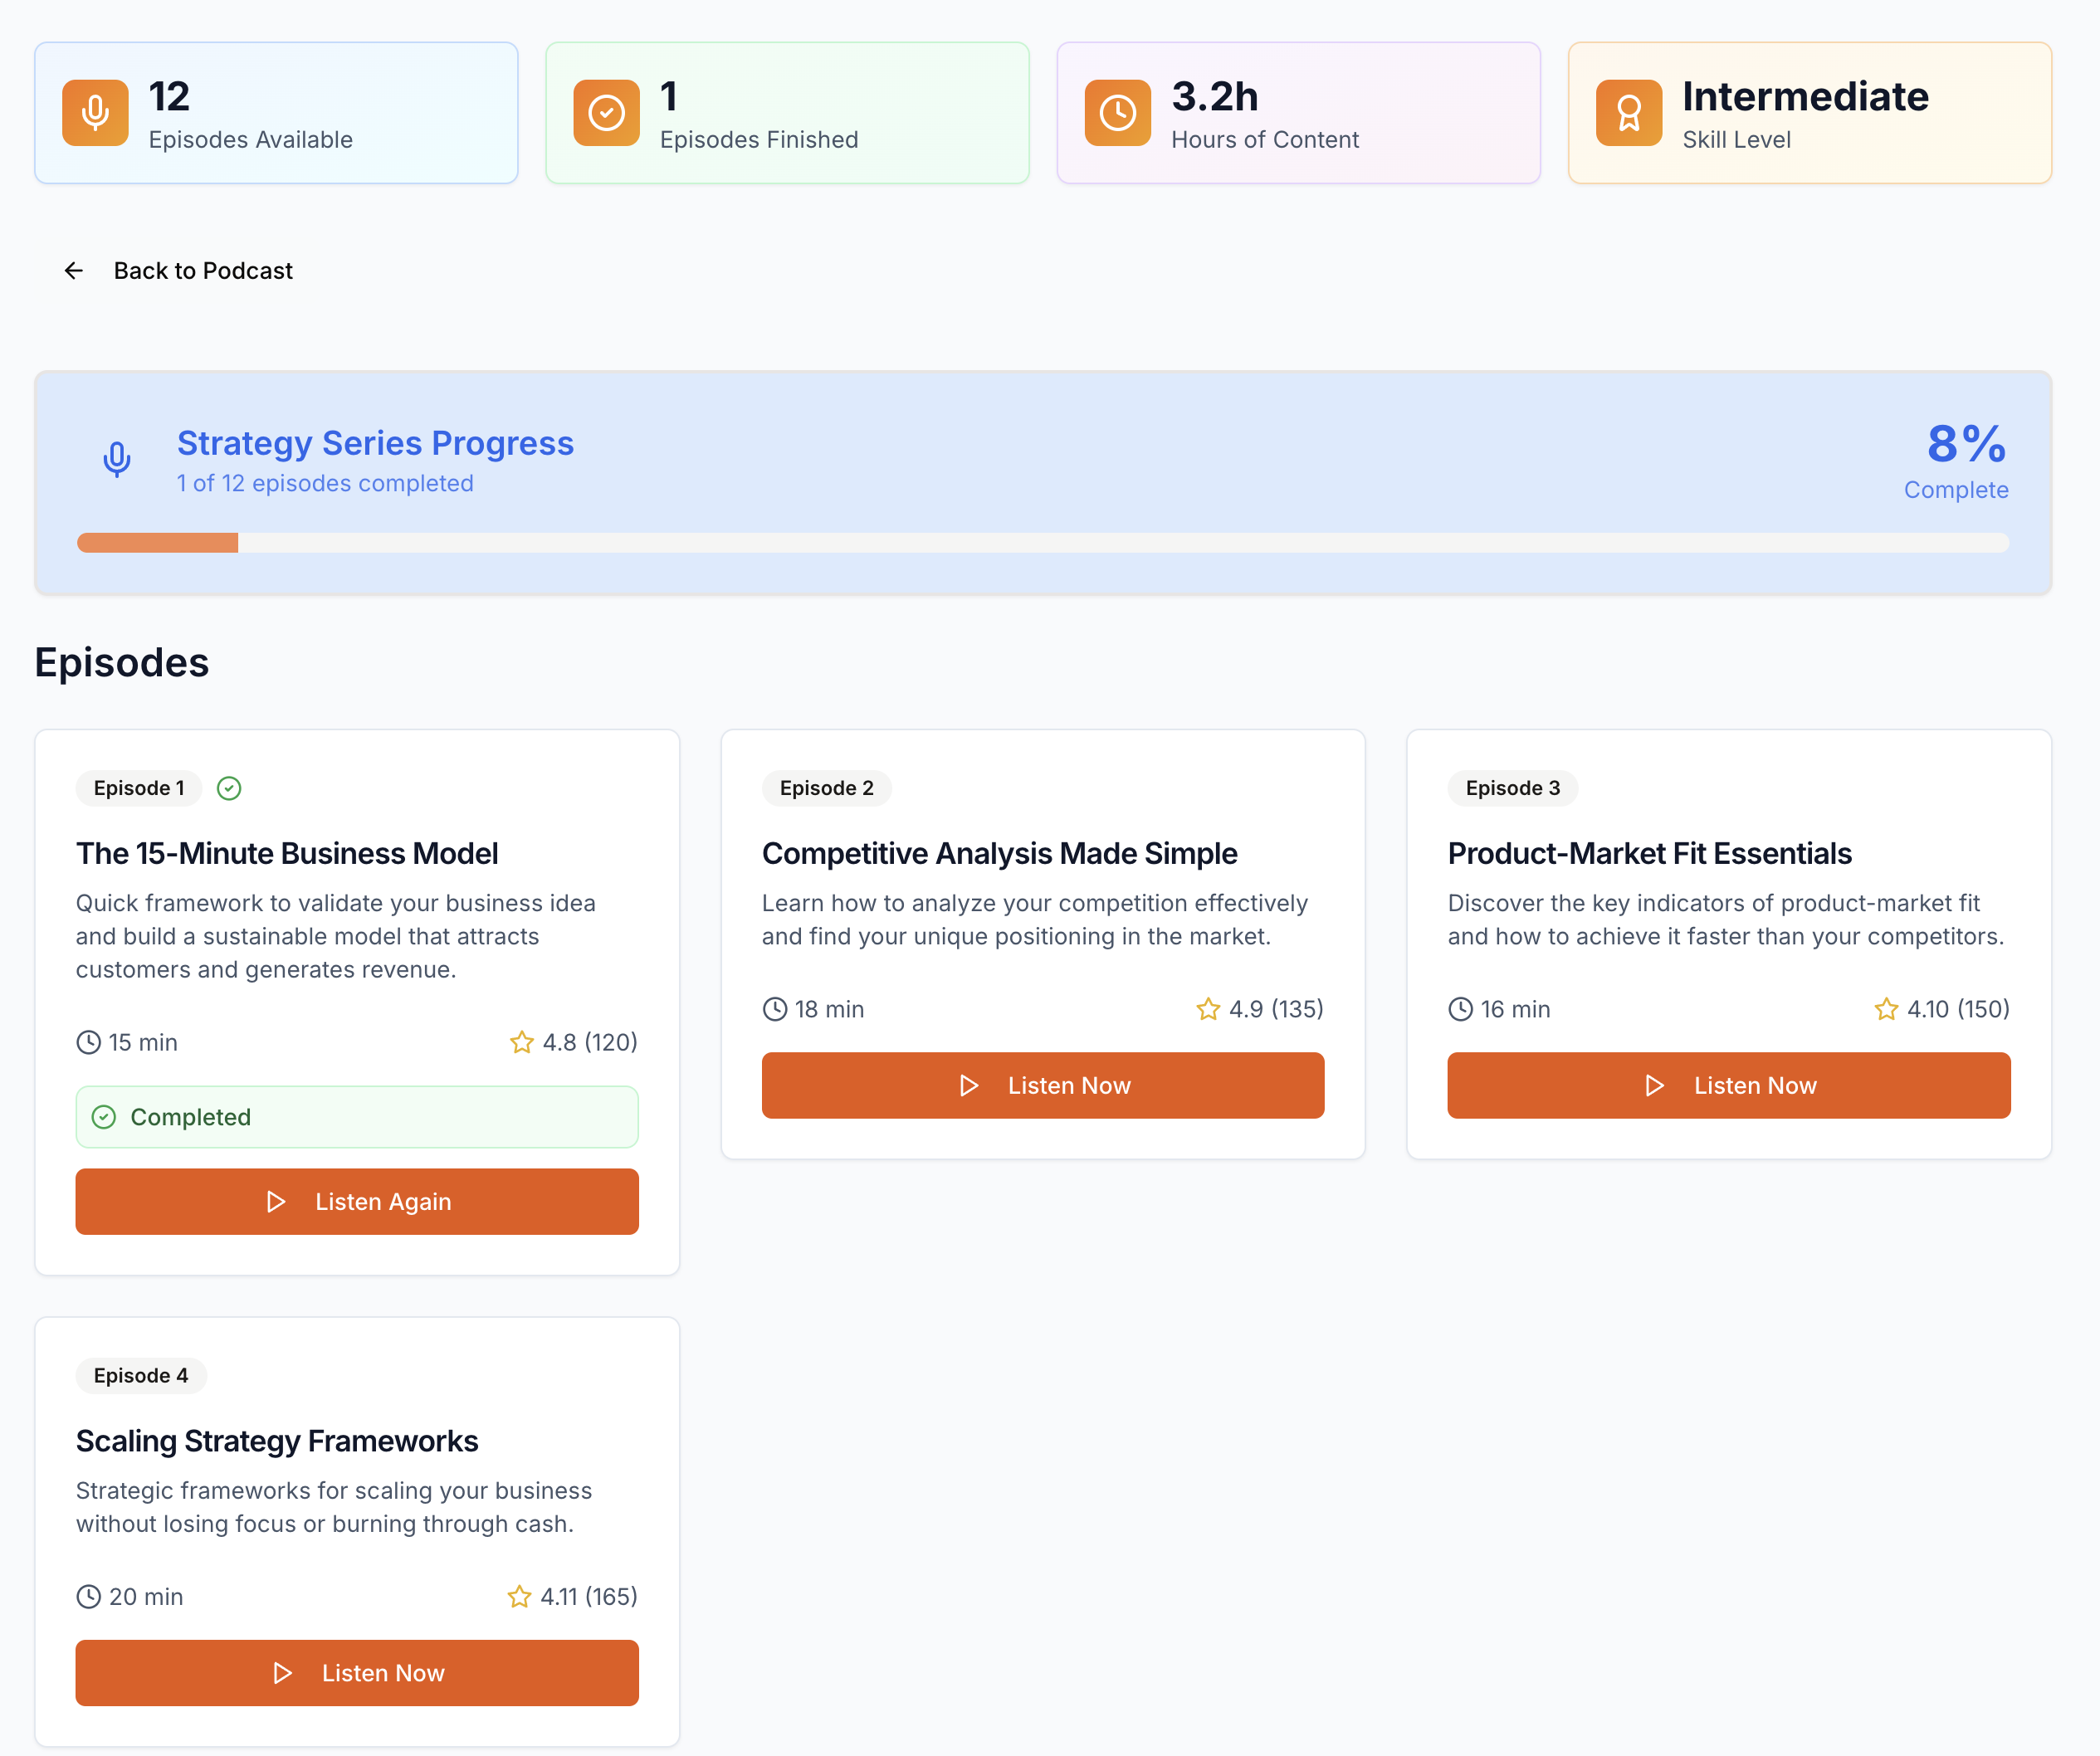 12
Episodes Available
1
Episodes Finished
3.2h
Hours of Content
Intermediate
Skill Level
Back to Podcast
Strategy Series Progress
1 of 12 episodes completed
8%
Complete
Episodes
Episode 1
The 15-Minute Business Model
Quick framework to validate your business idea
and build a sustainable model that attracts
customers and generates revenue.
15 min
4.8 (120)
Completed
Listen Again
Episode 2
Competitive Analysis Made Simple
Learn how to analyze your competition effectively
and find your unique positioning in the market.
18 min
4.9 (135)
Listen Now
Episode 3
Product-Market Fit Essentials
Discover the key indicators of product-market fit
and how to achieve it faster than your competitors.
16 min
4.10 (150)
Listen Now
Episode 4
Scaling Strategy Frameworks
Strategic frameworks for scaling your business
without losing focus or burning through cash.
20 min
4.11 (165)
Listen Now